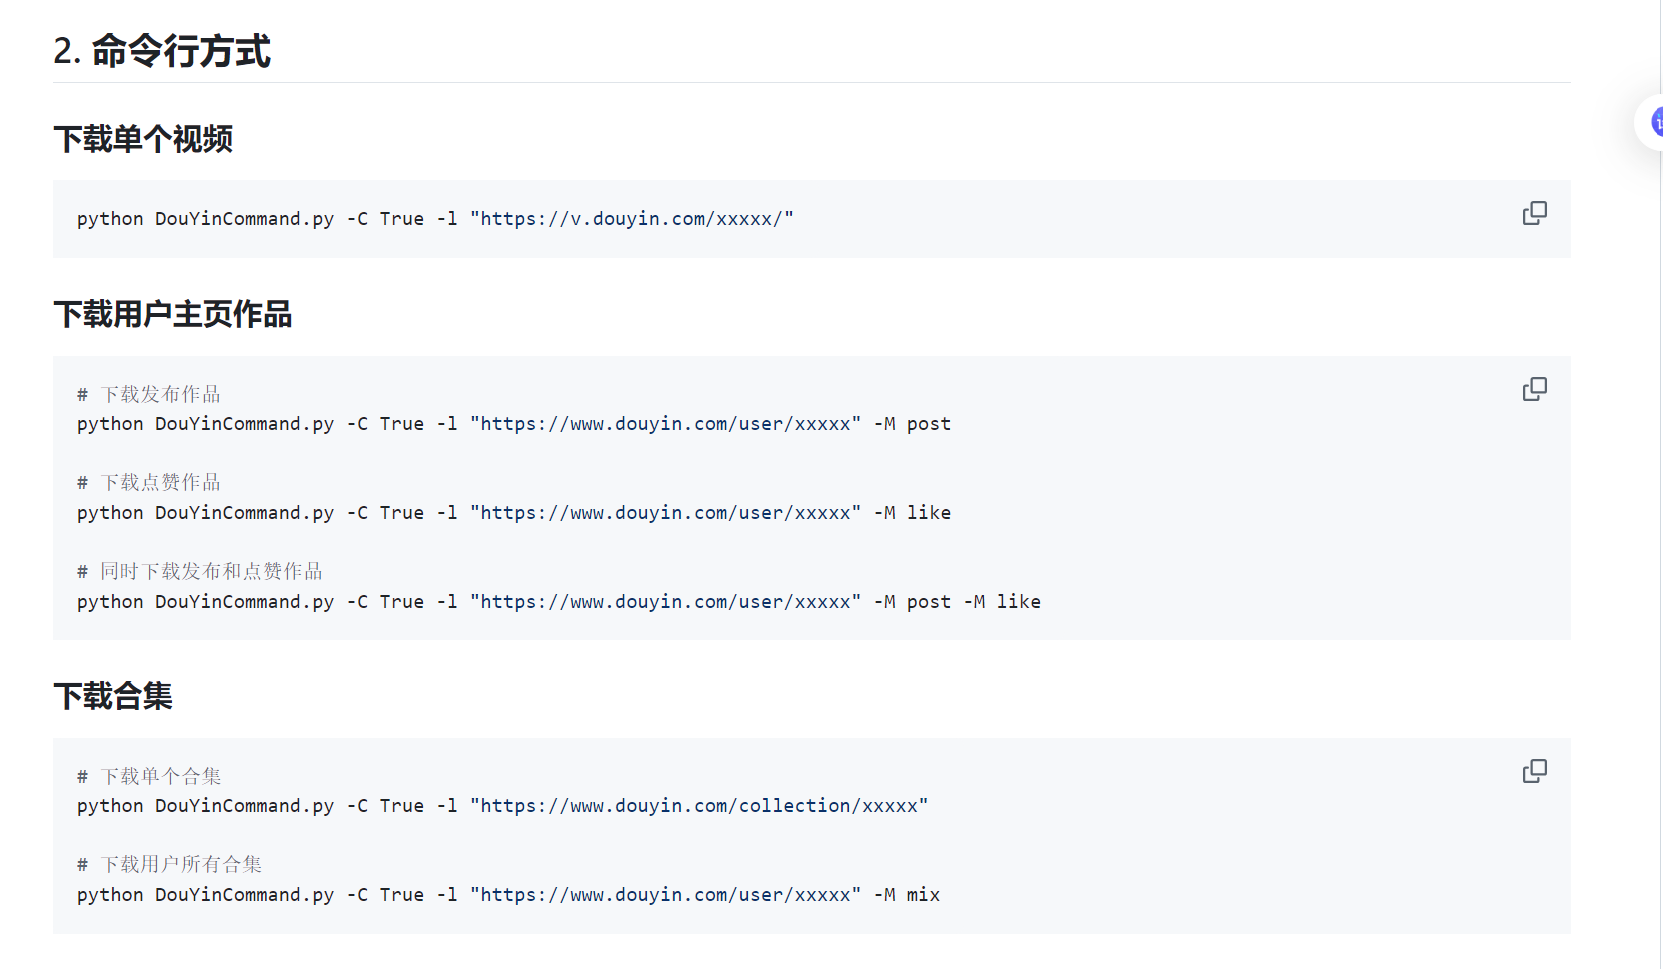 2. 命令行方式
下载单个视频
python DouYinCommand.py -C True -l "https://v.douyin.com/xxxxx/"
下载用户主页作品
# 下载发布作品
python DouYinCommand.py -C True -l "https://www.douyin.com/user/xxxxx" -M post
# 下载点赞作品
python DouYinCommand.py -C True -l "https://www.douyin.com/user/xxxxx" -M like
# 同时下载发布和点赞作品
python DouYinCommand.py -C True -l "https://www.douyin.com/user/xxxxx" -M post -M like
下载合集
# 下载单个合集
python DouYinCommand.py -C True -l "https://www.douyin.com/collection/xxxxx"
# 下载用户所有合集
python DouYinCommand.py -C True -l "https://www.douyin.com/user/xxxxx" -M mix